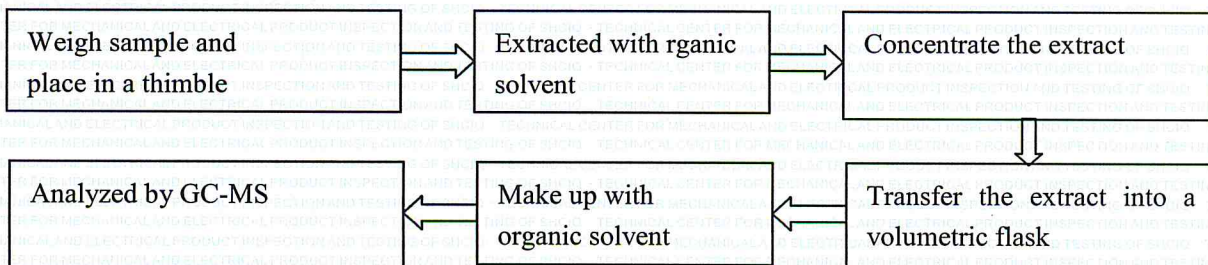 Weigh sample and
place in a thimble
Extracted with rganic
solvent
Concentrate the extract
Transfer the extract into a
volumetric flask
Make up with
organic solvent
Analyzed by GC-MS